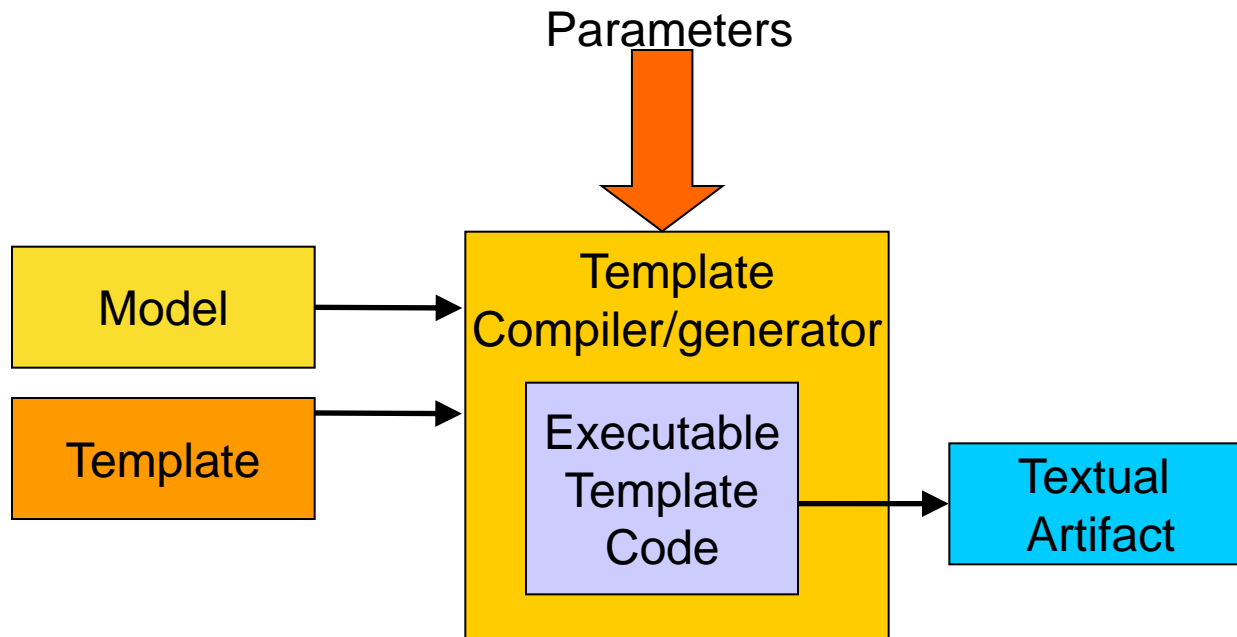 Parameters
Model
Template
Template
Compiler/generator
Executable
Template
Code
Textual
Artifact